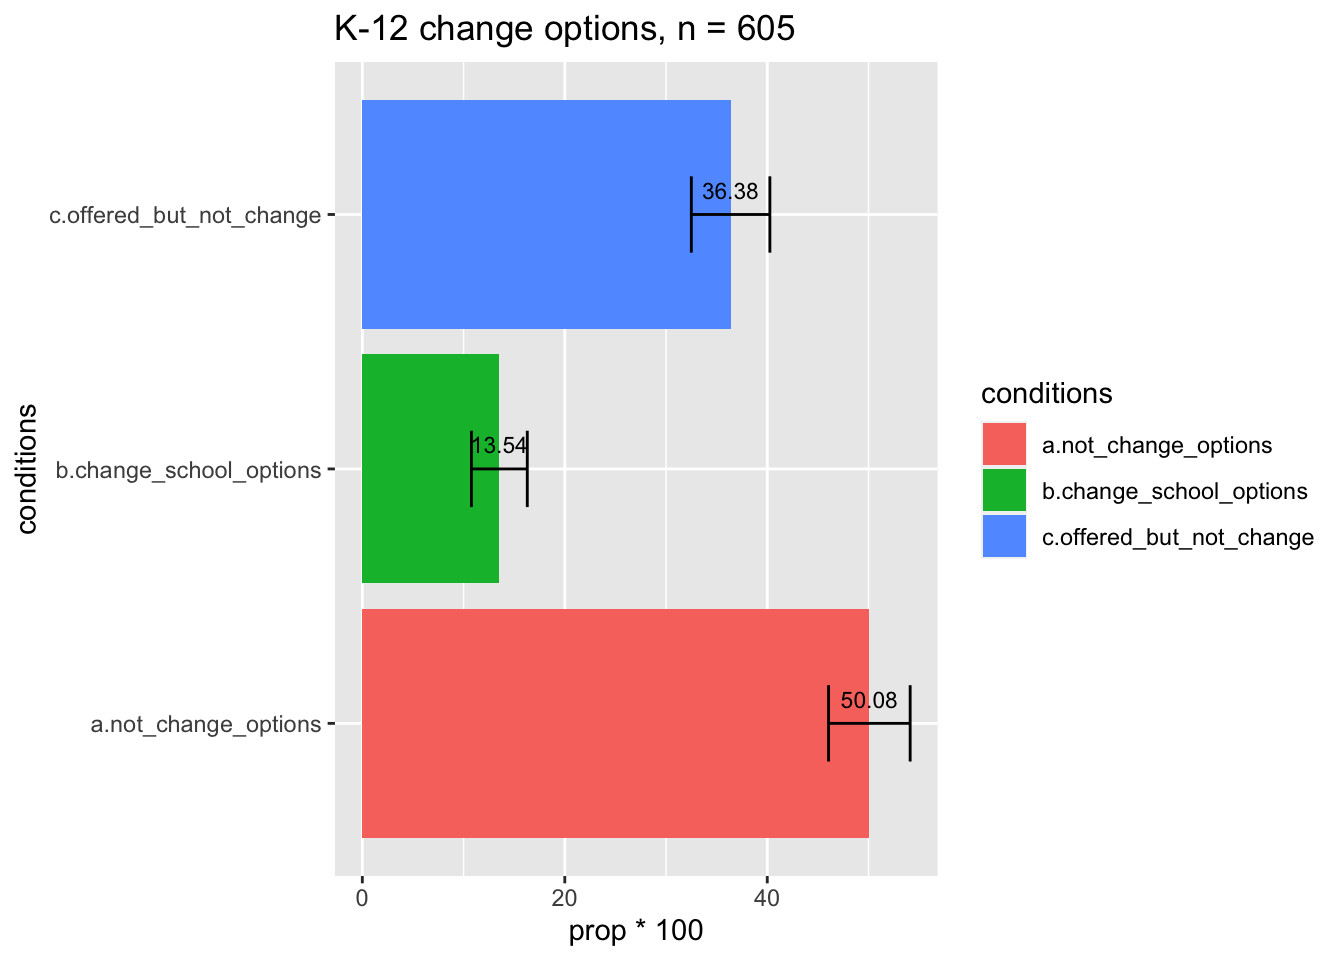 K-12 change options, n = 605
c.offered_but_not_change
b.change_school_options
a.not_change_options
36.38
13.54
50.08
0
20
40
prop * 100
conditions
conditions
a.not_change_options
b.change_school_options
c.offered_but_not_change